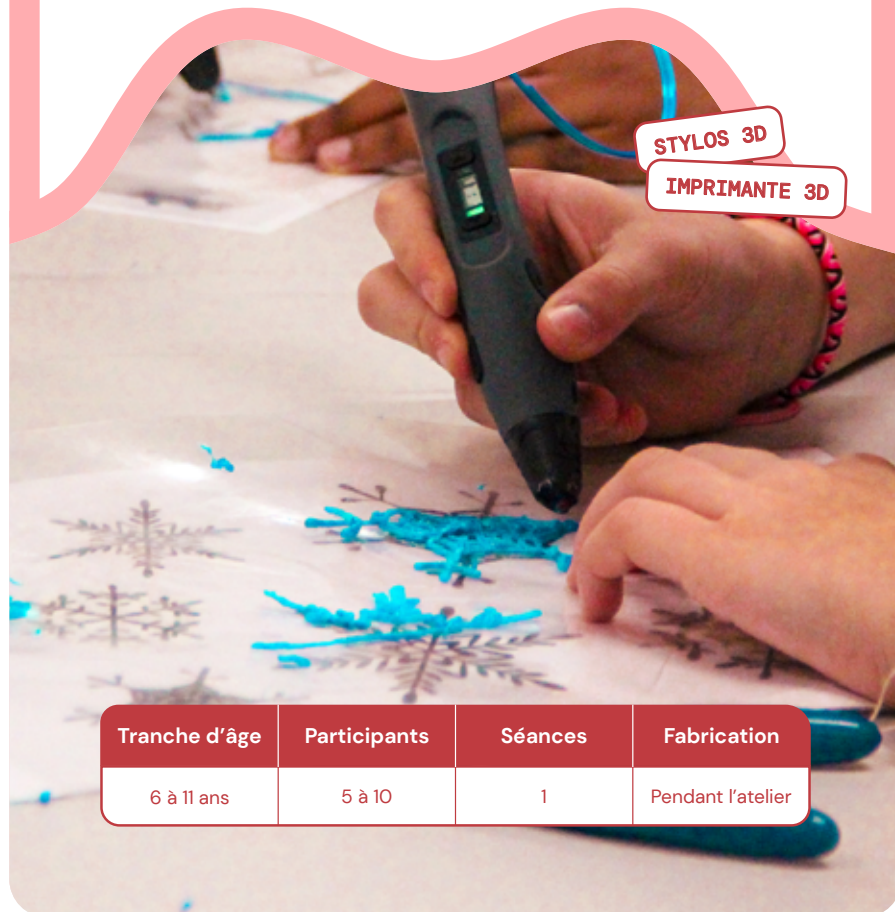 STYLOS 3D
IMPRIMANTE 3D
Tranche d'âge Participants Séances Fabrication
6 à 11 ans 5 à 10 1 Pendant l'atelier